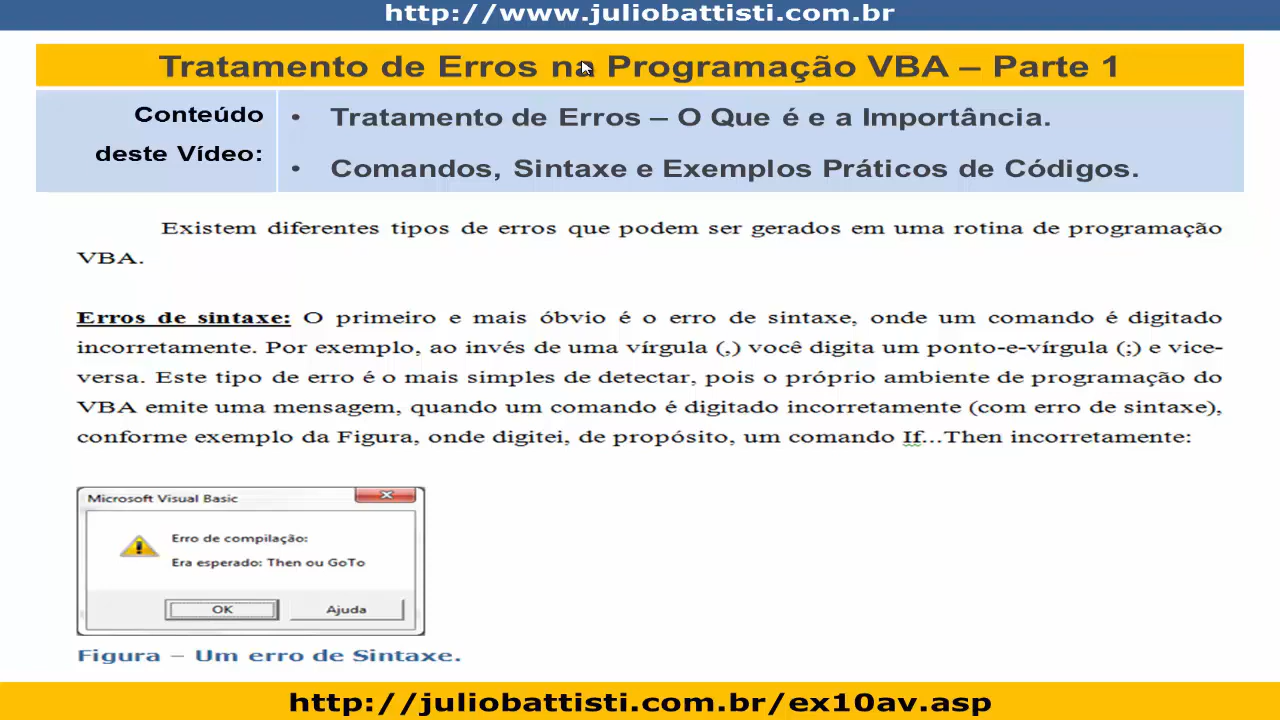 http://www.juliobattisti.com.br
Tratamento de Erros na Programação VBA – Parte 1
Conteúdo
deste Vídeo:
• Tratamento de Erros – O Que é e a Importância.
• Comandos, Sintaxe e Exemplos Práticos de Códigos.
Existem diferentes tipos de erros que podem ser gerados em uma rotina de programação
VBA.
Erros de sintaxe: O primeiro e mais óbvio é o erro de sintaxe, onde um comando é digitado
incorretamente. Por exemplo, ao invés de uma vírgula (,) você digita um ponto-e-vírgula (;) e vice-
versa. Este tipo de erro é o mais simples de detectar, pois o próprio ambiente de programação do
VBA emite uma mensagem, quando um comando é digitado incorretamente (com erro de sintaxe),
conforme exemplo da Figura, onde digitei, de propósito, um comando If...Then incorretamente:
Microsoft Visual Basic
Erro de compilação:
Era esperado: Then ou GoTo
OK Ajuda
Figura – Um erro de Sintaxe.
http://juliobattisti.com.br/ex10av.asp